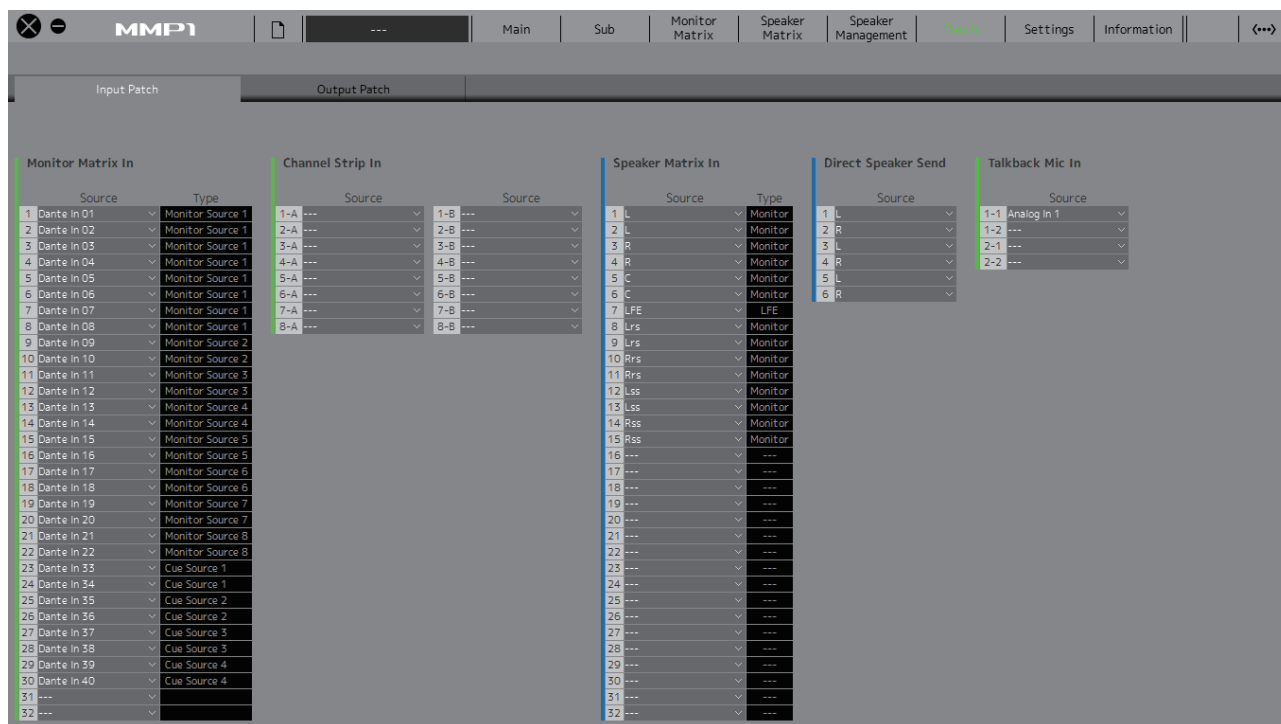 MMP1 --- Main Sub Monitor Matrix Speaker Matrix Speaker Management Patch Settings Information
Input Patch Output Patch
Monitor Matrix In
Source Type
1 Dante In 01 Monitor Source 1
2 Dante In 02 Monitor Source 1
3 Dante In 03 Monitor Source 1
4 Dante In 04 Monitor Source 1
5 Dante In 05 Monitor Source 1
6 Dante In 06 Monitor Source 1
7 Dante In 07 Monitor Source 1
8 Dante In 08 Monitor Source 1
9 Dante In 09 Monitor Source 2
10 Dante In 10 Monitor Source 2
11 Dante In 11 Monitor Source 3
12 Dante In 12 Monitor Source 3
13 Dante In 13 Monitor Source 4
14 Dante In 14 Monitor Source 4
15 Dante In 15 Monitor Source 5
16 Dante In 16 Monitor Source 5
17 Dante In 17 Monitor Source 6
18 Dante In 18 Monitor Source 6
19 Dante In 19 Monitor Source 7
20 Dante In 20 Monitor Source 7
21 Dante In 21 Monitor Source 8
22 Dante In 22 Monitor Source 8
23 Dante In 33 Cue Source 1
24 Dante In 34 Cue Source 1
25 Dante In 35 Cue Source 2
26 Dante In 36 Cue Source 2
27 Dante In 37 Cue Source 3
28 Dante In 38 Cue Source 3
29 Dante In 39 Cue Source 4
30 Dante In 40 Cue Source 4
31 ---
32 ---
Channel Strip In
Source Source
1-A --- 1-B ---
2-A --- 2-B ---
3-A --- 3-B ---
4-A --- 4-B ---
5-A --- 5-B ---
6-A --- 6-B ---
7-A --- 7-B ---
8-A --- 8-B ---
Speaker Matrix In
Source Type
1 L Monitor
2 L Monitor
3 R Monitor
4 R Monitor
5 C Monitor
6 C Monitor
7 LFE LFE
8 Lrs Monitor
9 Lrs Monitor
10 Rrs Monitor
11 Rrs Monitor
12 Lss Monitor
13 Lss Monitor
14 Rss Monitor
15 Rss Monitor
16 --- ---
17 --- ---
18 --- ---
19 --- ---
20 --- ---
21 --- ---
22 --- ---
23 --- ---
24 --- ---
25 --- ---
26 --- ---
27 --- ---
28 --- ---
29 --- ---
30 --- ---
31 --- ---
32 --- ---
Direct Speaker Send
Source
1 L
2 R
3 L
4 R
5 L
6 R
Talkback Mic In
Source
1-1 Analog In 1
1-2 ---
2-1 ---
2-2 ---